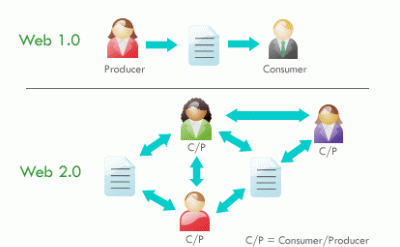 Web 1.0
Producer
Consumer
C/P
C/P
Web 2.0
C/P
C/P = Consumer/Producer